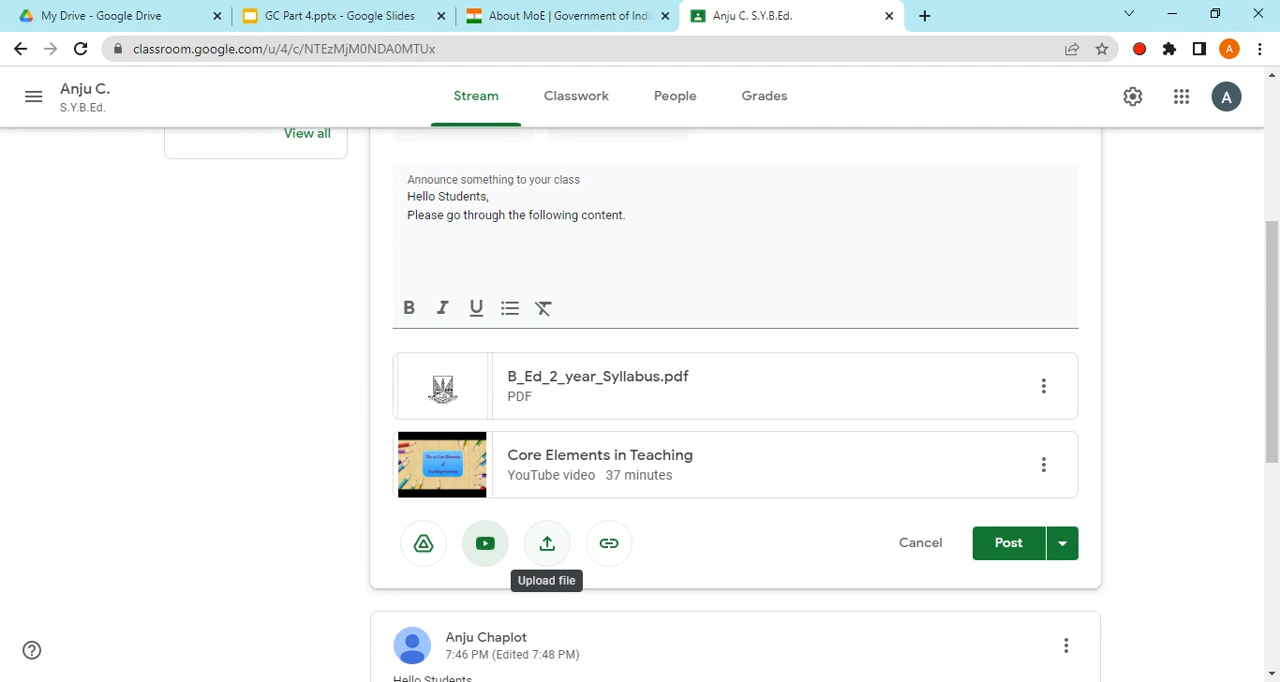 My Drive - Google Drive
GC Part 4.pptx - Google Slides
About MoE | Government of Indi
Anju C. S.Y.B.Ed.
classroom.google.com/u/4/c/NTEzMjM0NDA0MTUx
A
Anju C.
S.Y.B.Ed.
Stream
Classwork
People
Grades
A
View all
Announce something to your class
Hello Students,
Please go through the following content.
B I U
B_Ed_2_year_Syllabus.pdf
PDF
Core Elements in Teaching
YouTube video 37 minutes
Cancel
Post
Upload file
Anju Chaplot
7:46 PM (Edited 7:48 PM)
Hello Students